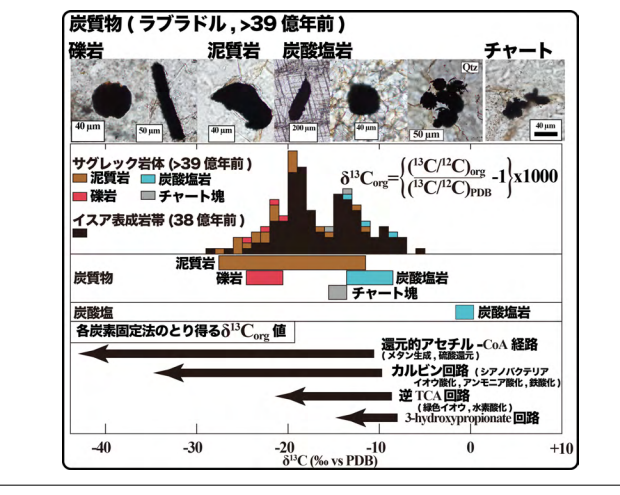 炭質物 ( ラブラドル , >39 億年前 )
礫岩 泥質岩 炭酸塩岩 チャート
Qtz
40 μm 50 μm 40 μm 200 μm 40 μm 50 μm 40 μm
サグレック岩体 (>39 億年前 )
泥質岩 炭酸塩岩
礫岩 チャート塊
イスア表成岩帯 ( 38 億年前 )
δ¹³Corg={(¹³C/¹²C)org/(¹³C/¹²C)PDB -1}x1000
泥質岩
炭質物 礫岩 炭酸塩岩
チャート塊
炭酸塩 炭酸塩岩
各炭素固定法のとり得るδ¹³Corg 値
還元的アセチル -CoA 経路
( メタン生成 , 硫酸還元 )
カルビン回路 ( シアノバクテリア
イオウ酸化 , アンモニア酸化 , 鉄酸化 )
逆 TCA 回路
( 緑色イオウ , 水素酸化 )
3-hydroxypropionate 回路
-40 -30 -20 -10 0 +10
δ¹³C (‰ vs PDB)